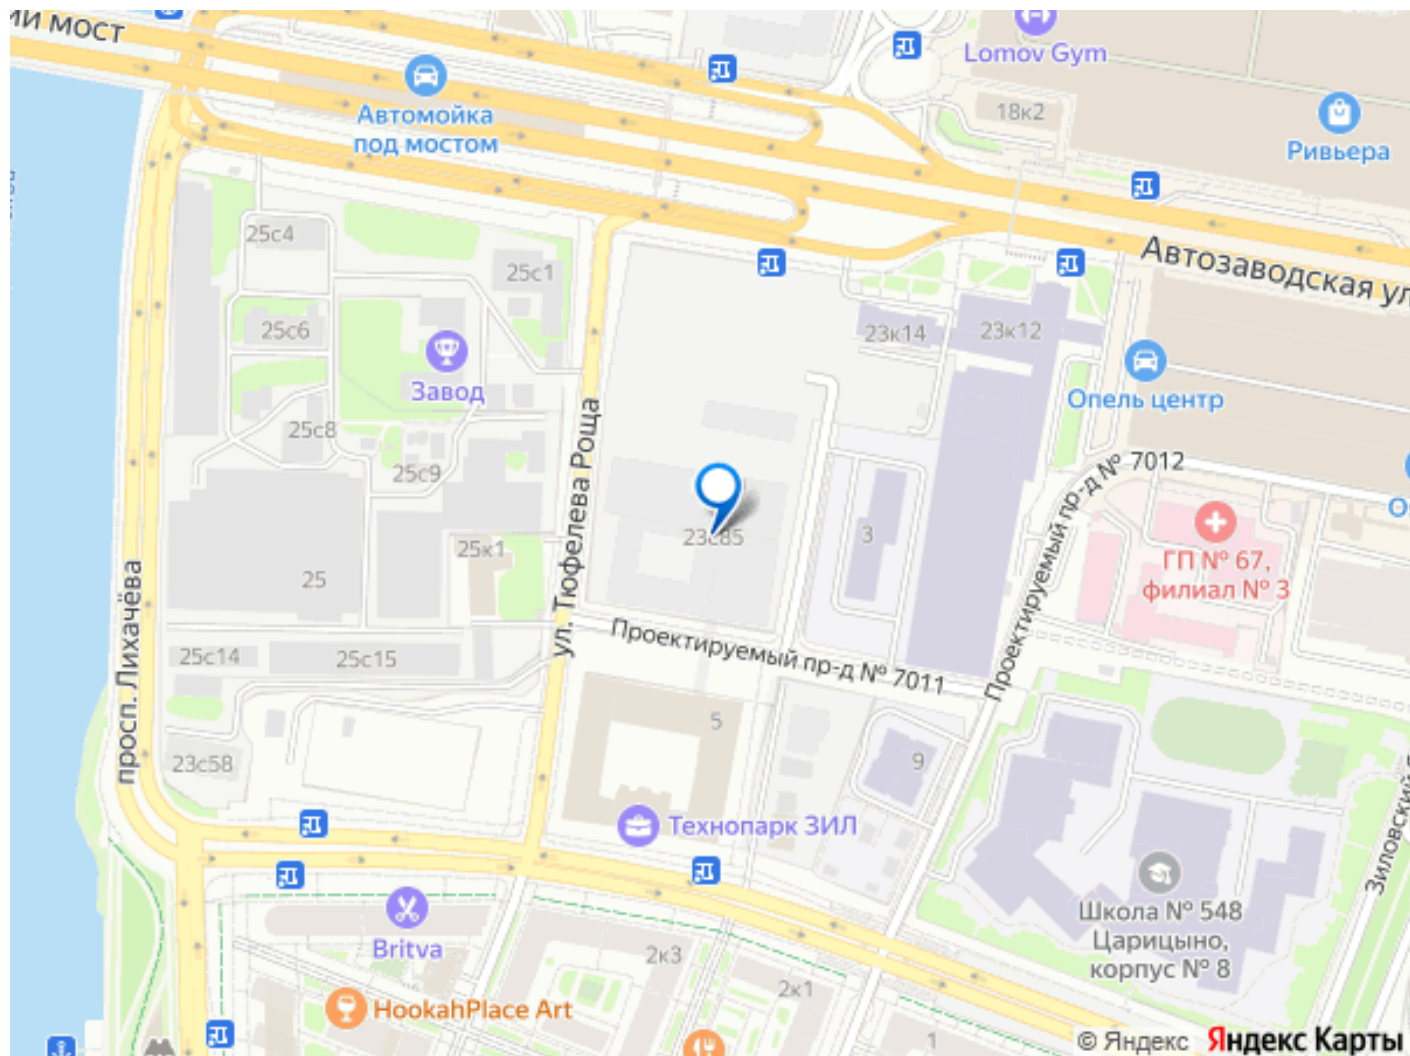 ий мост
Lomov Gym
Автомойка
под мостом
18к2
Ривьера
25с4
25с1
Автозаводская ул
25с6
23к14
23к12
Завод
Опель центр
25с8
25с9
ул. Тюфелева Роща
Проектируемый пр-д № 7012
23с85
3
25к1
25
ГП № 67,
филиал № 3
просп. Лихачёва
25с14
25с15
Проектируемый пр-д № 7011
5
23с58
9
Технопарк ЗИЛ
Зиловский
Школа № 548
Царицыно,
корпус № 8
Britva
2к3
2к1
HookahPlace Art
1
© Яндекс Яндекс Карты